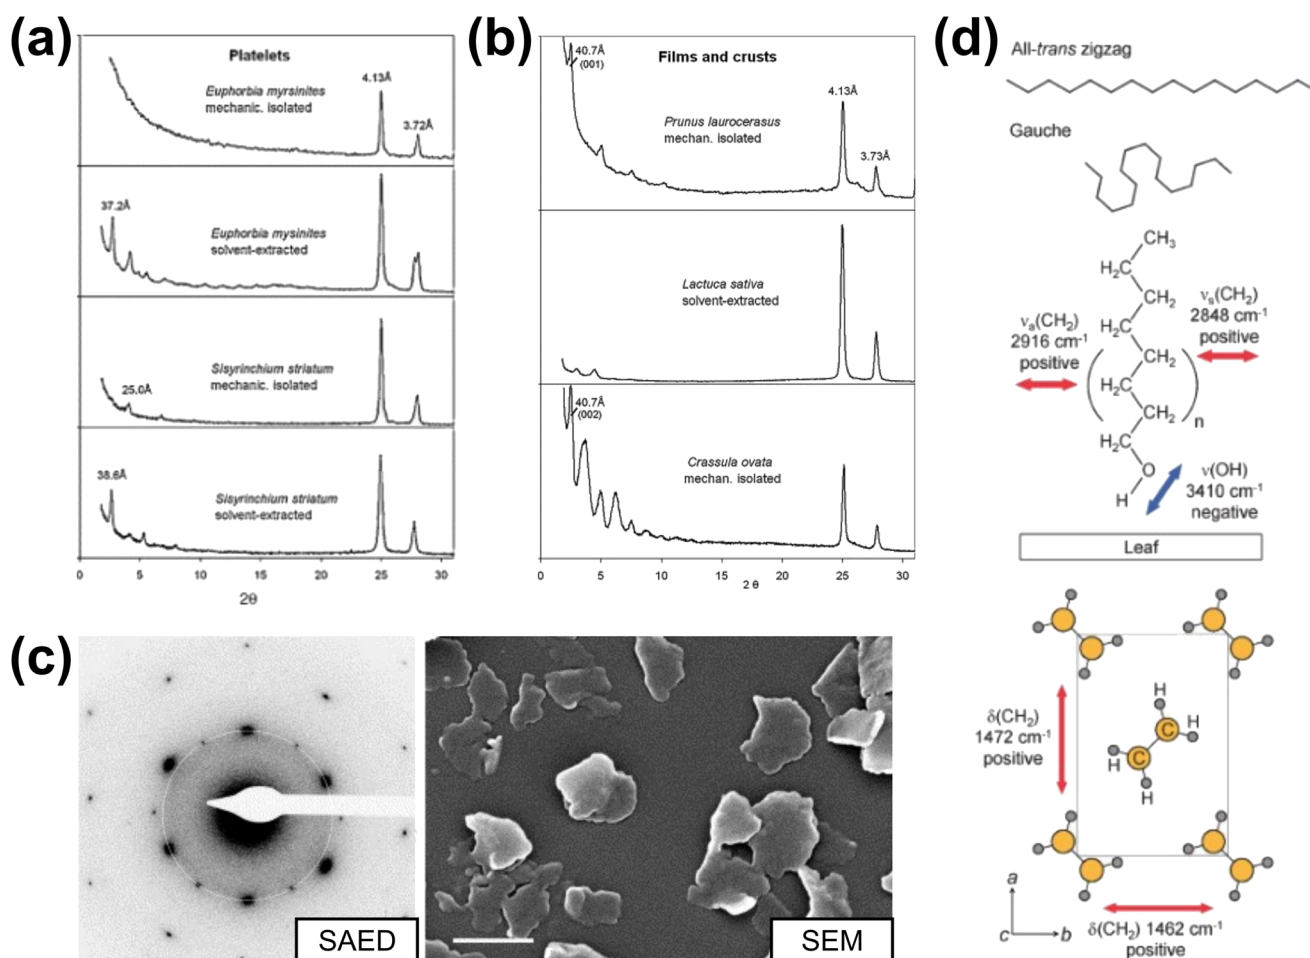 (a)
Platelets
Euphorbia myrsinites
mechanic. isolated
4.13Å
3.72Å
37.2Å
Euphorbia mysinites
solvent-extracted
Sisyrinchium striatum
mechanic. isolated
25.0Å
38.6Å
Sisyrinchium striatum
solvent-extracted
0 5 10 15 20 25 30
2θ
(b)
40.7Å
(001)
Films and crusts
Prunus laurocerasus
mechan. isolated
4.13Å
3.73Å
Lactuca sativa
solvent-extracted
40.7Å
(002)
Crassula ovata
mechan. isolated
0 5 10 15 20 25 30
2 θ
(c)
SAED
SEM
(d)
All-trans zigzag
Gauche
CH₃
H₂C
CH₂
H₂C
CH₂
H₂C
CH₂
H₂C
n
νₐ(CH₂)
2916 cm⁻¹
positive
νₛ(CH₂)
2848 cm⁻¹
positive
O
H
ν(OH)
3410 cm⁻¹
negative
Leaf
δ(CH₂)
1472 cm⁻¹
positive
H
C H
H C
H
a
c b
δ(CH₂) 1462 cm⁻¹
positive